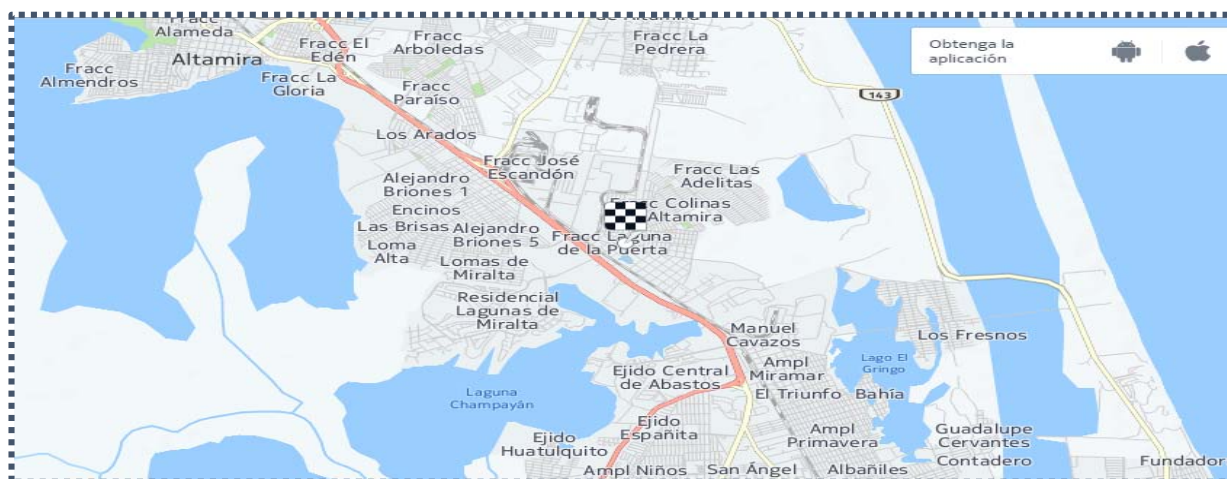 Fracc
Alameda
Altamira
Fracc
Almendros
Fracc El
Edén
Fracc La
Gloria
Fracc
Arboledas
Fracc
Paraíso
de Altamira
Fracc La
Pedrera
Obtenga la
aplicación
143
Los Arados
Fracc José
Escandón
Alejandro
Briones 1
Encinos
Las Brisas
Alejandro
Briones 5
Loma
Alta
Lomas de
Miralta
Residencial
Lagunas de
Miralta
Fracc Las
Adelitas
Fracc Colinas
Altamira
Fracc Laguna
de la Puerta
Manuel
Cavazos
Los Fresnos
Lago El
Gringo
Ampl
Miramar
Ejido Central
de Abastos
El Triunfo
Bahía
Laguna
Champayán
Ejido
Españita
Ejido
Huatulquito
Ampl
Primavera
Guadalupe
Cervantes
Contadero
Fundador
Ampl Niños
San Ángel
Albañiles